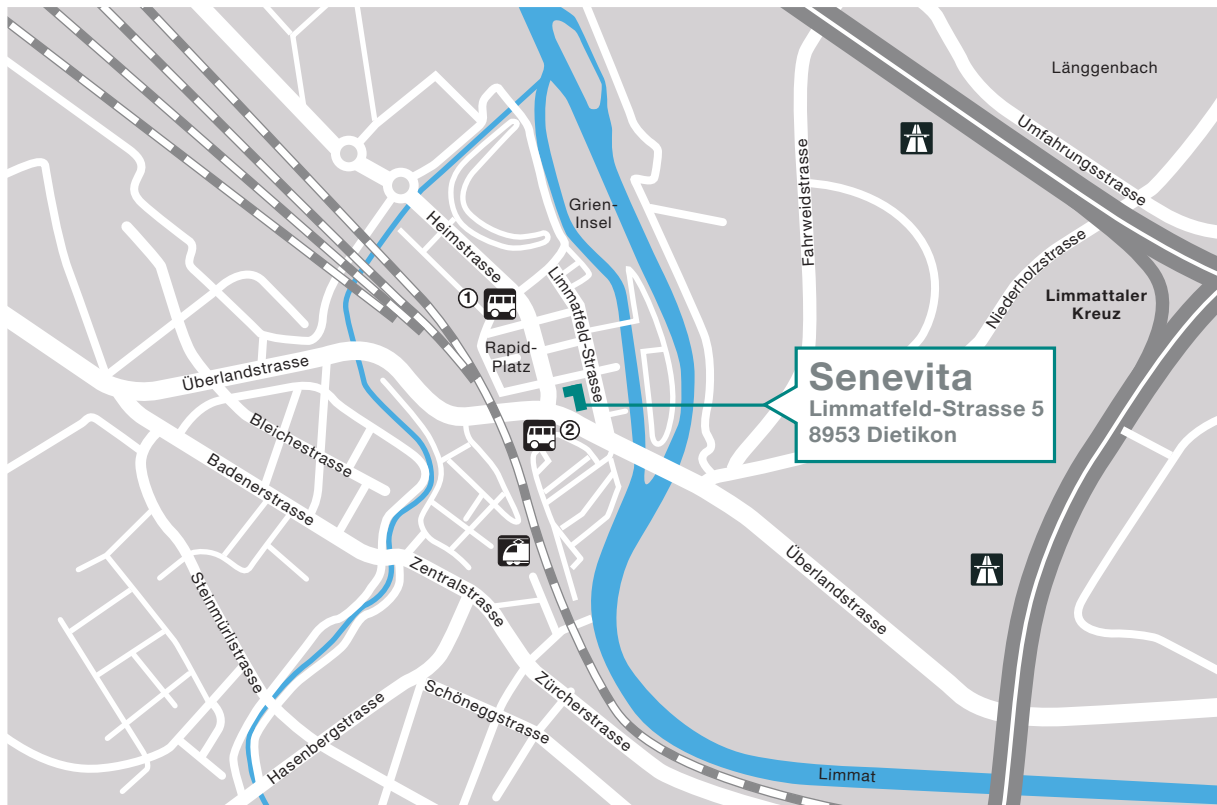 Länggenbach
Umfahrungsstrasse
Fahrweidstrasse
Grien-
Insel
Heimstrasse
Niederholzstrasse
Limmatfeld-Strasse
Limmattaler
Kreuz
1
Rapid-
Platz
Überlandstrasse
Senevita
Limmatfeld-Strasse 5
8953 Dietikon
2
Bleichestrasse
Badenerstrasse
Zentralstrasse
Überlandstrasse
Steinmürlistrasse
Zürcherstrasse
Schöneggstrasse
Hasenbergstrasse
Limmat